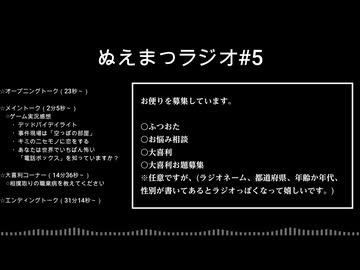 ぬえまつラジオ#5
☆オープニングトーク（23秒～）
☆メイントーク（2分5秒～）
○ゲーム実況感想
・デッドバイデイライト
・事件現場は「空っぽの部屋」
・キミのニセモノに恋をする
・あなたは世界でいちばん怖い
「電話ボックス」を知っていますか？
☆大喜利コーナー（14分36秒～）
○相撲取りの職業病を教えてください
☆エンディングトーク（31分14秒～）
お便りを募集しています。
○ふつおた
○お悩み相談
○大喜利
○大喜利お題募集
※任意ですが、(ラジオネーム、都道府県、年齢か年代、
性別が書いてあるとラジオっぽくなって嬉しいです。)